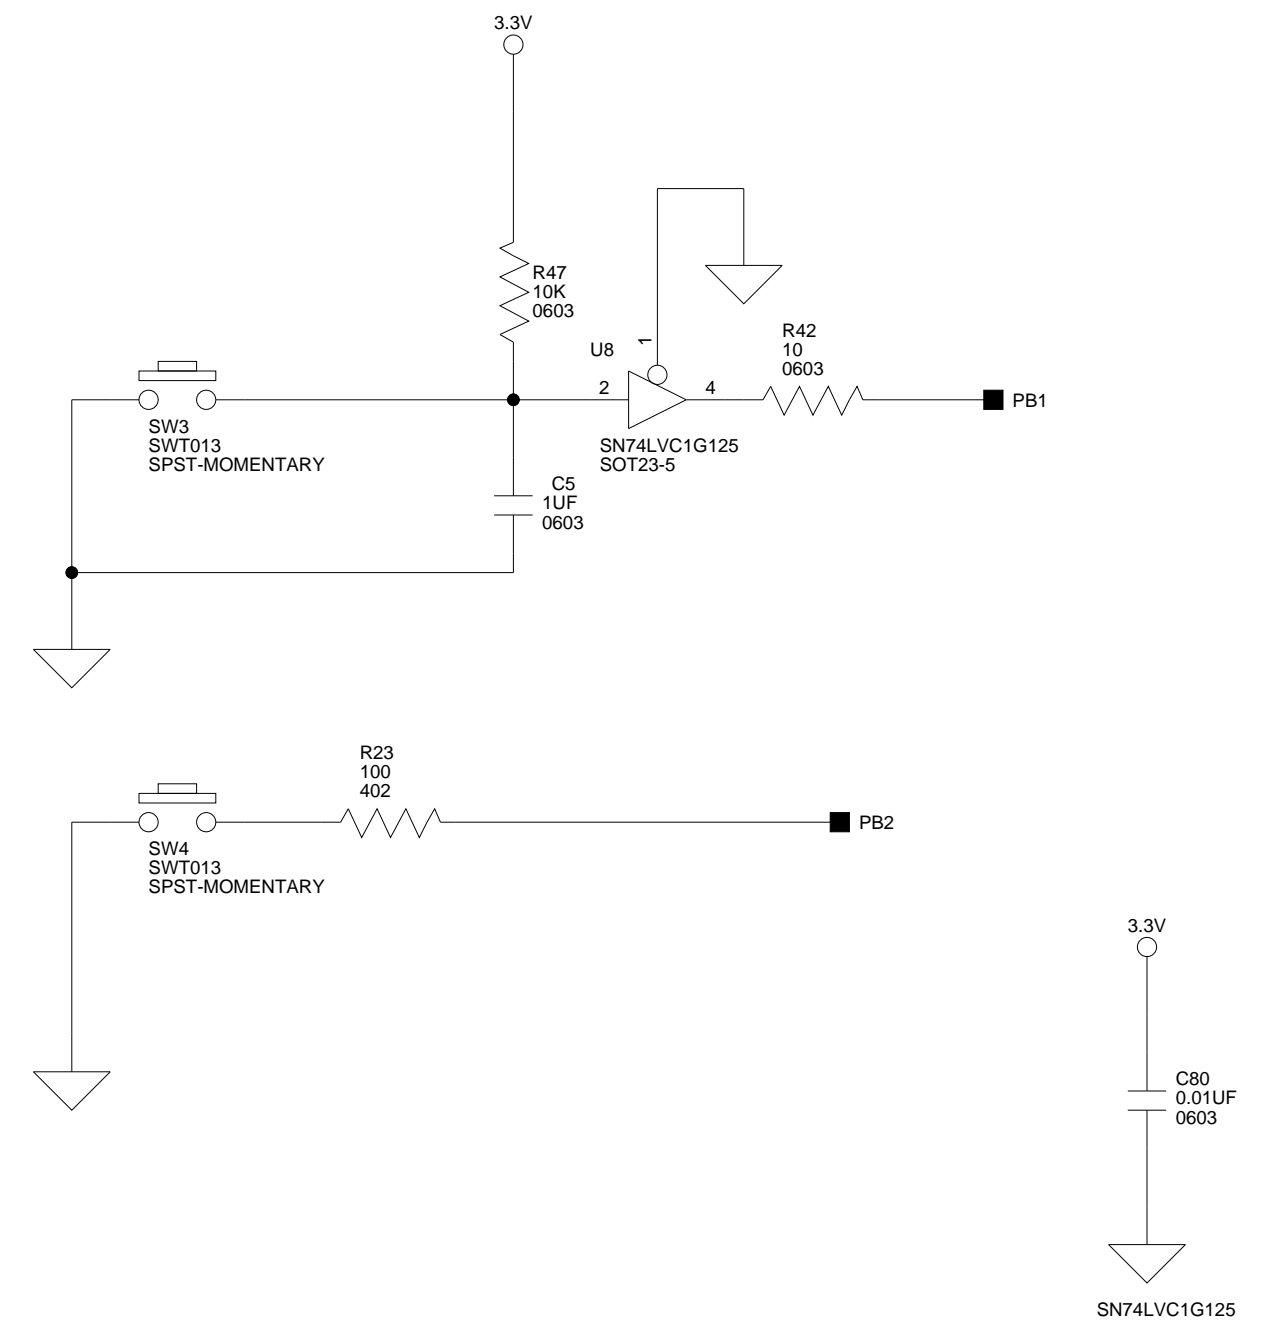 3.3V
R47
10K
0603
R42
10
0603
U8
1
2
4
PB1
SW3
SWT013
SPST-MOMENTARY
SN74LVC1G125
SOT23-5
C5
1UF
0603
R23
100
402
PB2
SW4
SWT013
SPST-MOMENTARY
3.3V
C80
0.01UF
0603
SN74LVC1G125